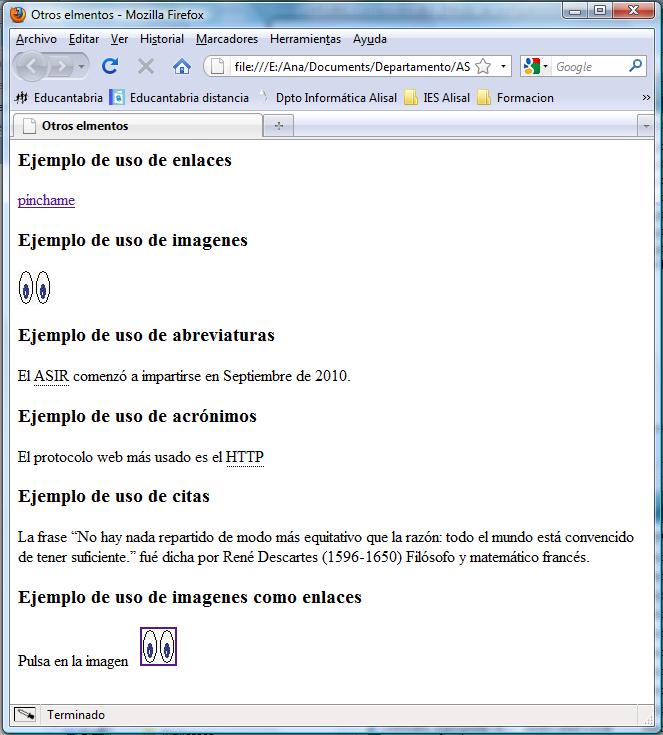 Otros elmentos - Mozilla Firefox
Archivo Editar Ver Historial Marcadores Herramientas Ayuda
file:///E:/Ana/Documents/Departamento/AS Google
Educantabria Educantabria distancia Dpto Informática Alisal IES Alisal Formacion »
Otros elmentos
Ejemplo de uso de enlaces
pínchame
Ejemplo de uso de imagenes
Ejemplo de uso de abreviaturas
El ASIR comenzó a impartirse en Septiembre de 2010.
Ejemplo de uso de acrónimos
El protocolo web más usado es el HTTP
Ejemplo de uso de citas
La frase “No hay nada repartido de modo más equitativo que la razón: todo el mundo está convencido
de tener suficiente.” fué dicha por René Descartes (1596-1650) Filósofo y matemático francés.
Ejemplo de uso de imagenes como enlaces
Pulsa en la imagen
Terminado